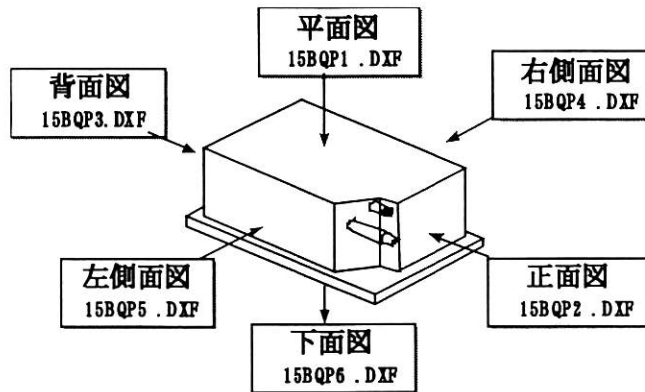 平面図
15BQP1 .DXF
背面図
15BQP3.DXF
右側面図
15BQP4 .DXF
左側面図
15BQP5 .DXF
正面図
15BQP2 .DXF
下面図
15BQP6 .DXF